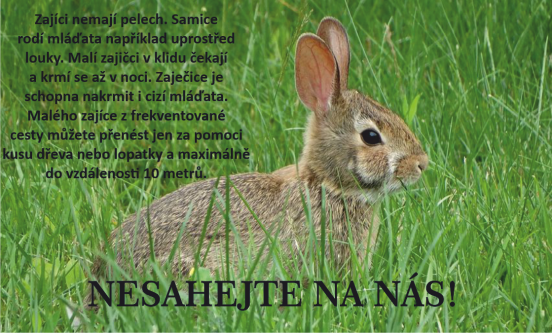 Zajíci nemají pelech. Samice
rodí mláďata například uprostřed
louky. Malí zajíčci v klidu čekají
a krmí se až v noci. Zaječice je
schopna nakrmit i cizí mláďata.
Malého zajíce z frekventované
cesty můžete přenést jen za pomoci
kusu dřeva nebo lopatky a maximálně
do vzdálenosti 10 metrů.
NESAHEJTE NA NÁS!